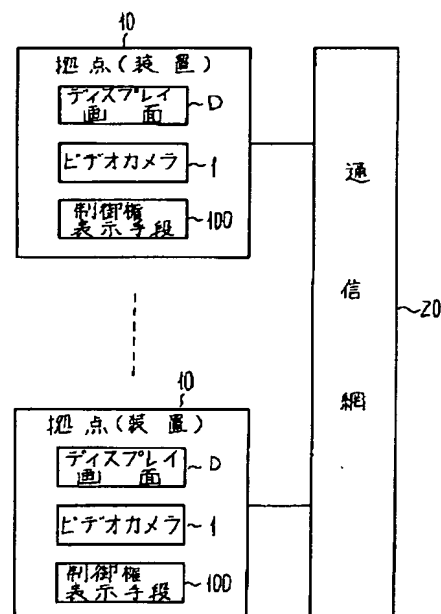 10
拠点(装置)
ディスプレイ
画面
D
ビデオカメラ
1
制御権
表示手段
100
通信網
20
10
拠点(装置)
ディスプレイ
画面
D
ビデオカメラ
1
制御権
表示手段
100